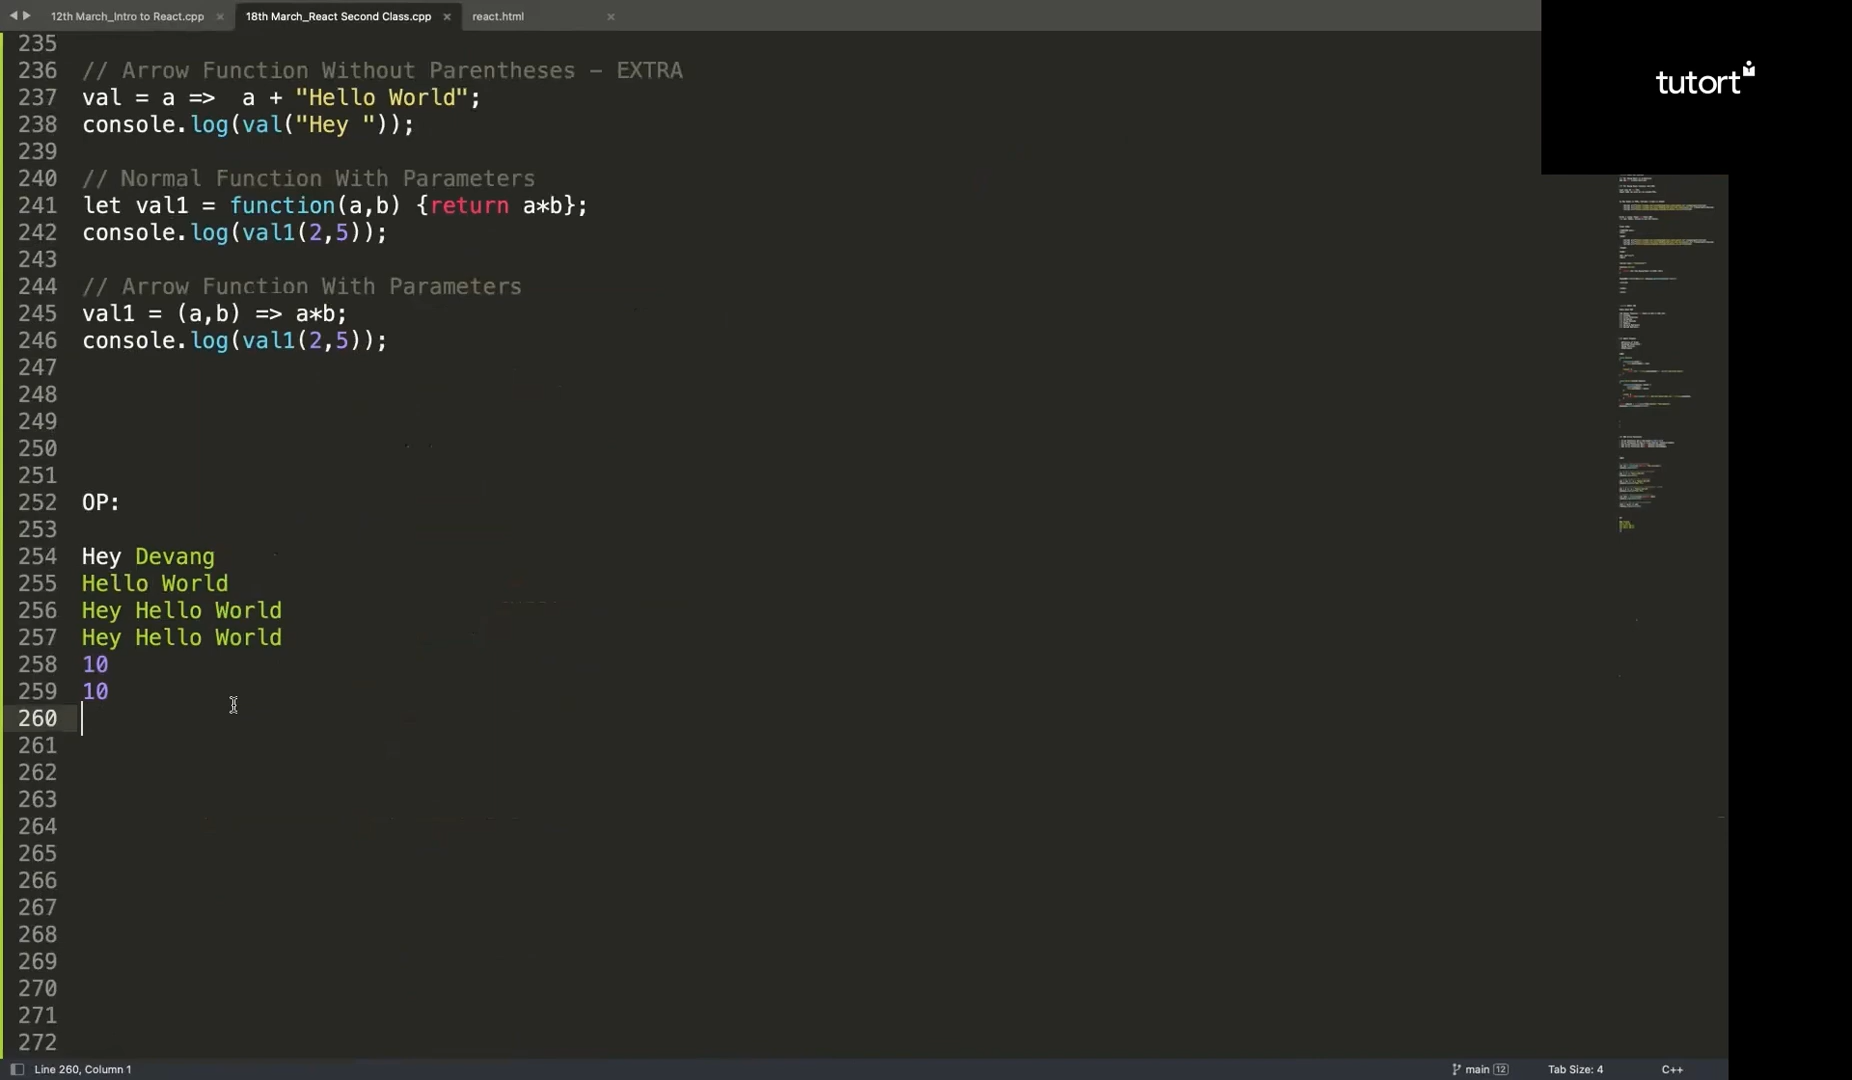 12th March_Intro to React.cpp
18th March_React Second Class.cpp
react.html
tutort
235
236 // Arrow Function Without Parentheses – EXTRA
237 val = a =>  a + "Hello World";
238 console.log(val("Hey "));
239
240 // Normal Function With Parameters
241 let val1 = function(a,b) {return a*b};
242 console.log(val1(2,5));
243
244 // Arrow Function With Parameters
245 val1 = (a,b) => a*b;
246 console.log(val1(2,5));
247
248
249
250
251
252 OP:
253
254 Hey Devang
255 Hello World
256 Hey Hello World
257 Hey Hello World
258 10
259 10
260
261
262
263
264
265
266
267
268
269
270
271
272
Line 260, Column 1
main 12
Tab Size: 4
C++